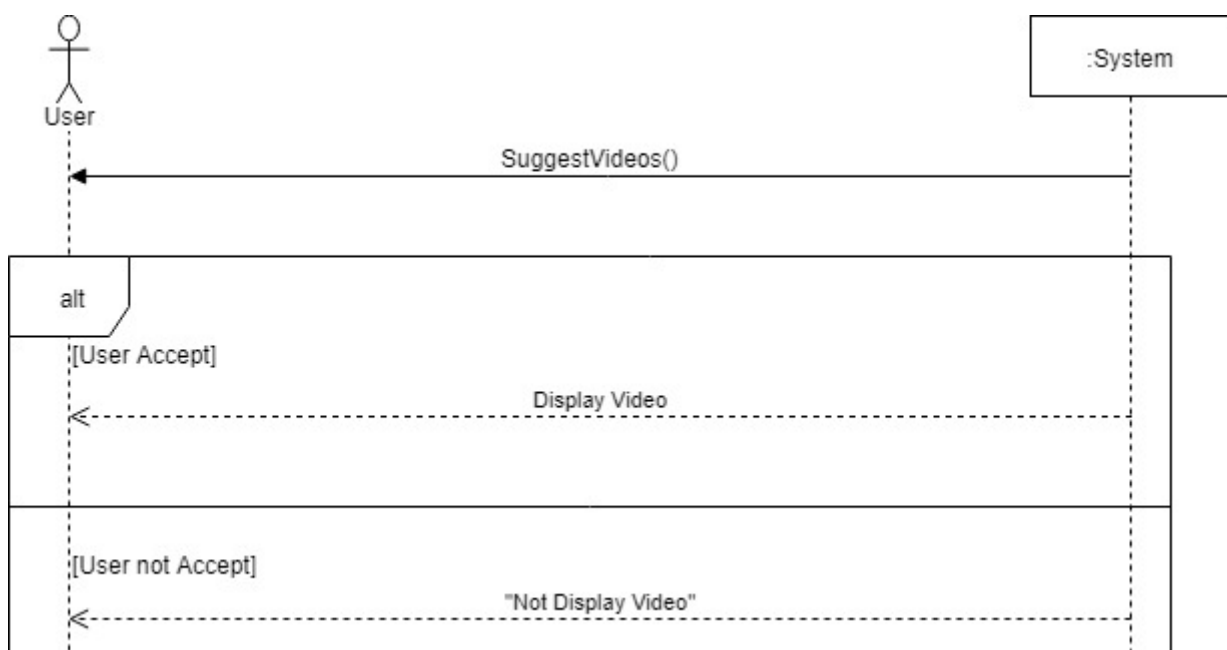 User
:System
SuggestVideos()
alt
[User Accept]
Display Video
[User not Accept]
"Not Display Video"